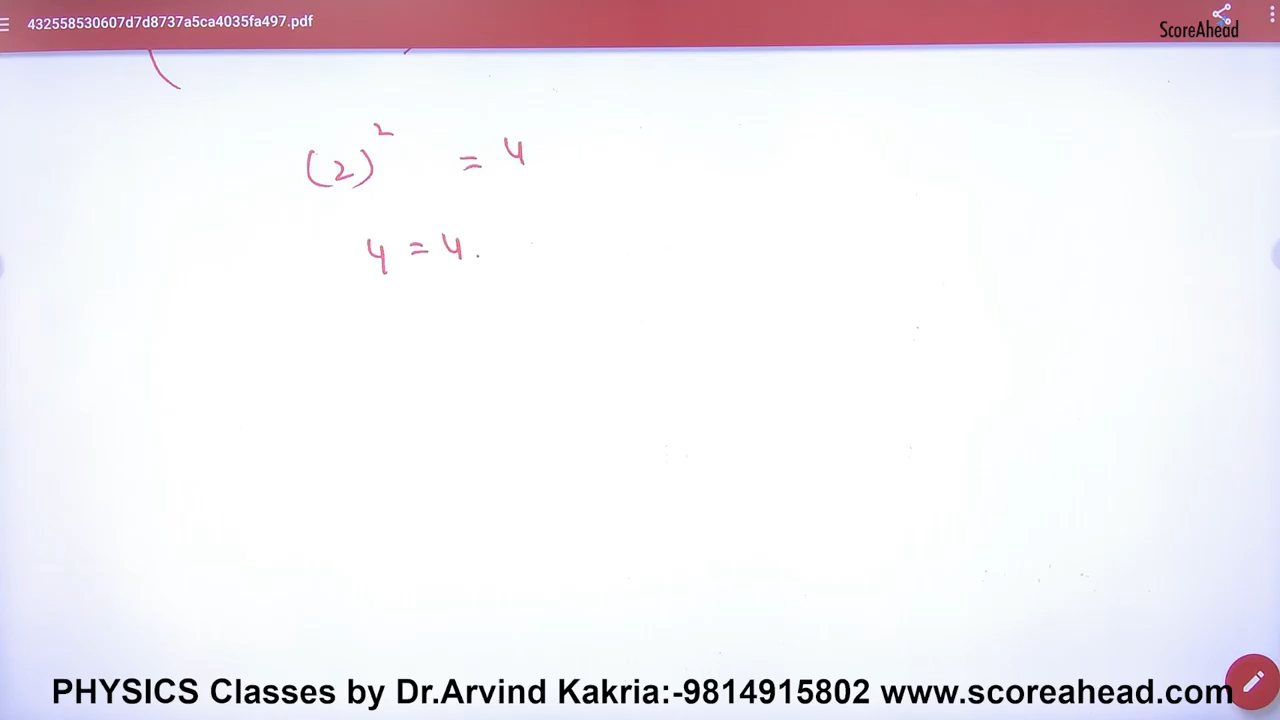 432558530607d7d8737a5ca4035fa497.pdf
ScoreAhead
(2)² = 4
4 = 4.
PHYSICS Classes by Dr.Arvind Kakria:-9814915802 www.scoreahead.com